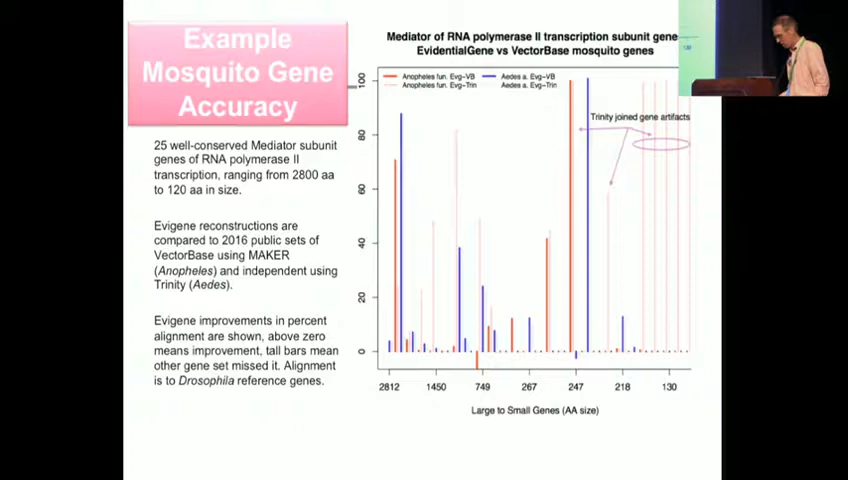 Example
Mosquito Gene
Accuracy
25 well-conserved Mediator subunit
genes of RNA polymerase II
transcription, ranging from 2800 aa
to 120 aa in size.
Evigene reconstructions are
compared to 2016 public sets of
VectorBase using MAKER
(Anopheles) and independent using
Trinity (Aedes).
Evigene improvements in percent
alignment are shown, above zero
means improvement, tall bars mean
other gene set missed it. Alignment
is to Drosophila reference genes.
Mediator of RNA polymerase II transcription subunit gene
EvidentialGene vs VectorBase mosquito genes
Anopheles fun. Evg-VB
Aedes a. Evg-VB
Anopheles fun. Evg-Trin
Aedes a. Evg-Trin
Trinity joined gene artifacts
100
80
60
40
20
0
2812 1450 749 267 247 218 130
Large to Small Genes (AA size)